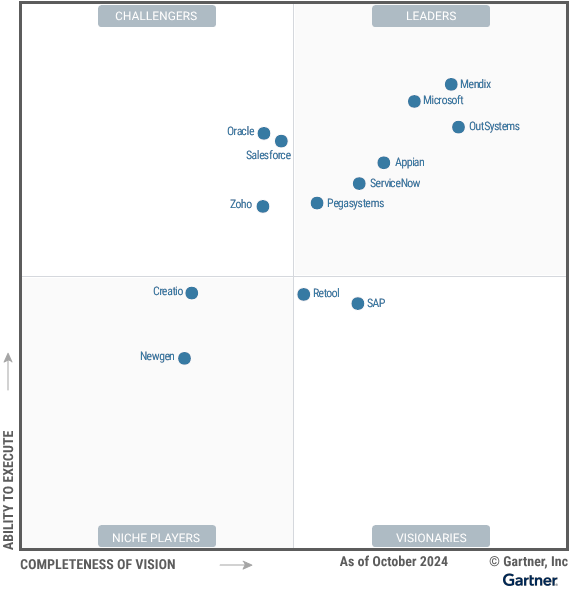 CHALLENGERS
LEADERS
Mendix
Microsoft
OutSystems
Oracle
Salesforce
Appian
ServiceNow
Zoho
Pegasystems
Creatio
Retool
SAP
Newgen
ABILITY TO EXECUTE
NICHE PLAYERS
VISIONARIES
COMPLETENESS OF VISION
As of October 2024
© Gartner, Inc
Gartner